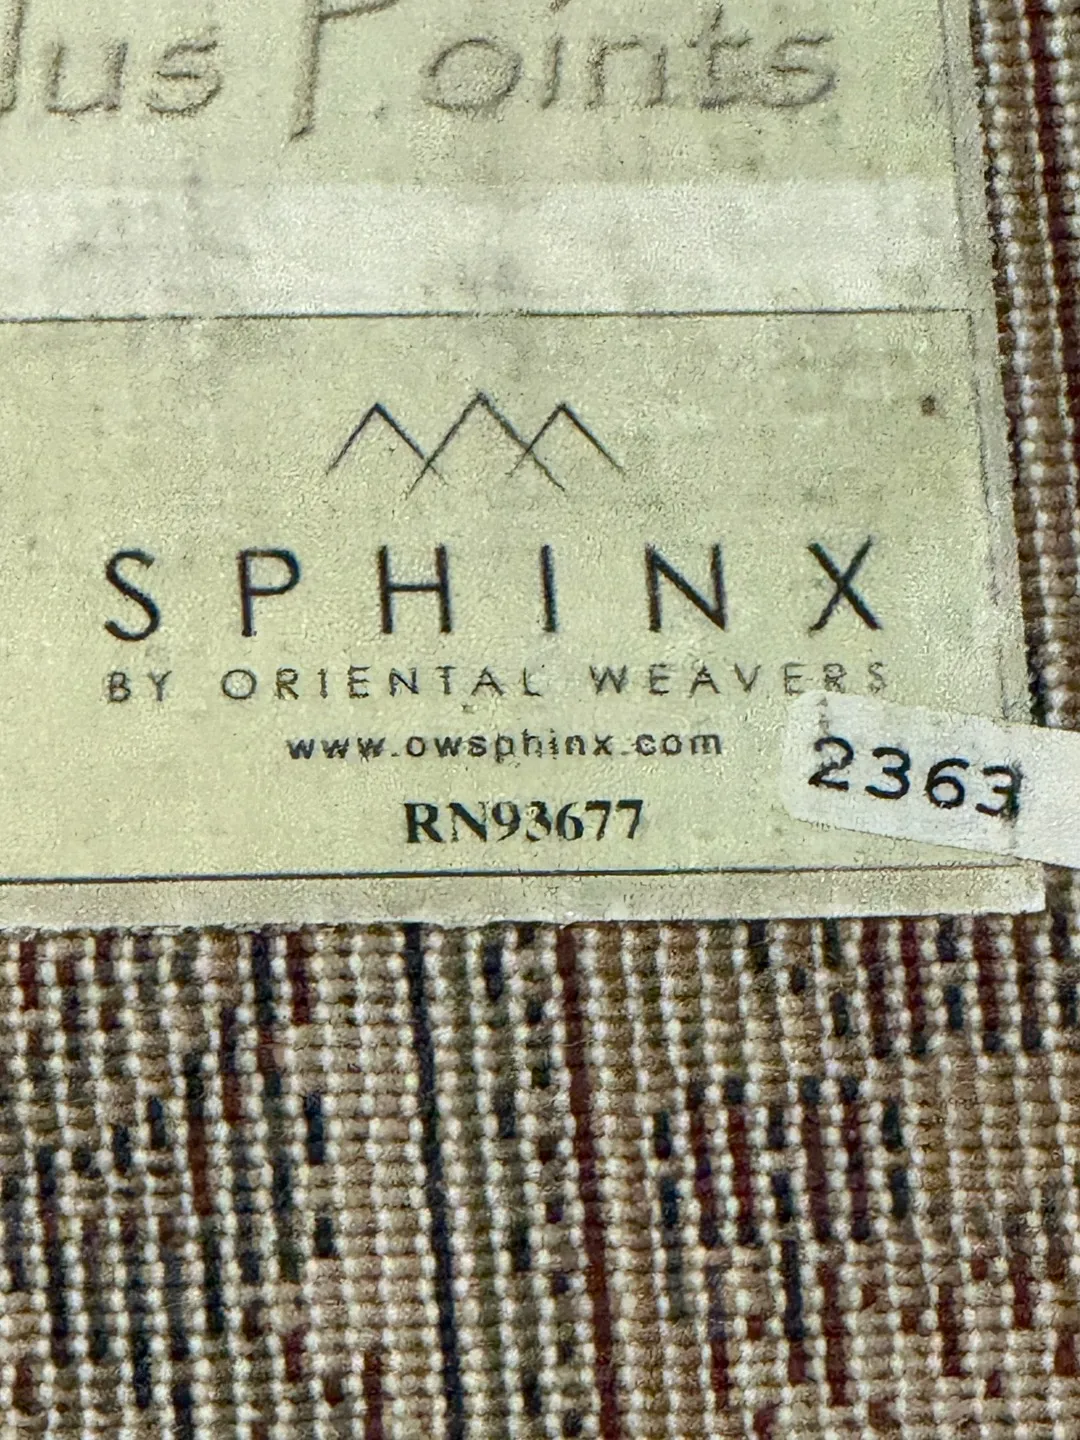 lus Points
SPHINX
BY ORIENTAL WEAVERS
www.owsphinx.com
2363
RN93677